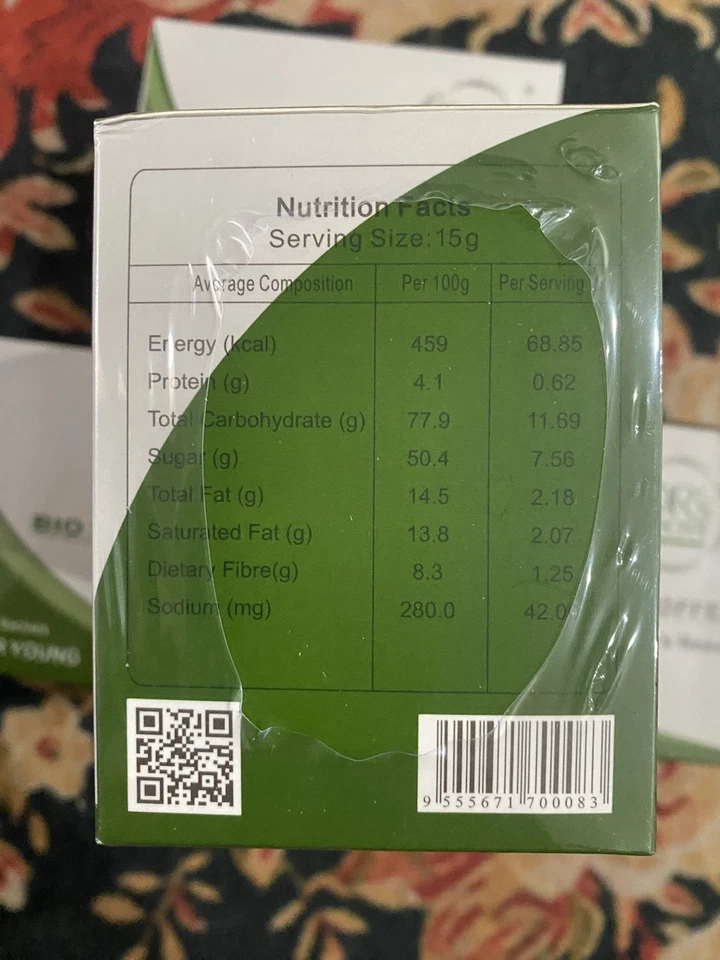 Nutrition Facts
Serving Size:15g
Average Composition Per 100g Per Serving
Energy (kcal) 459 68.85
Protein (g) 4.1 0.62
Total Carbohydrate (g) 77.9 11.69
Sugar (g) 50.4 7.56
Total Fat (g) 14.5 2.18
Saturated Fat (g) 13.8 2.07
Dietary Fibre(g) 8.3 1.25
Sodium (mg) 280.0 42.0
9 555671 700083
BIO
YOUNG